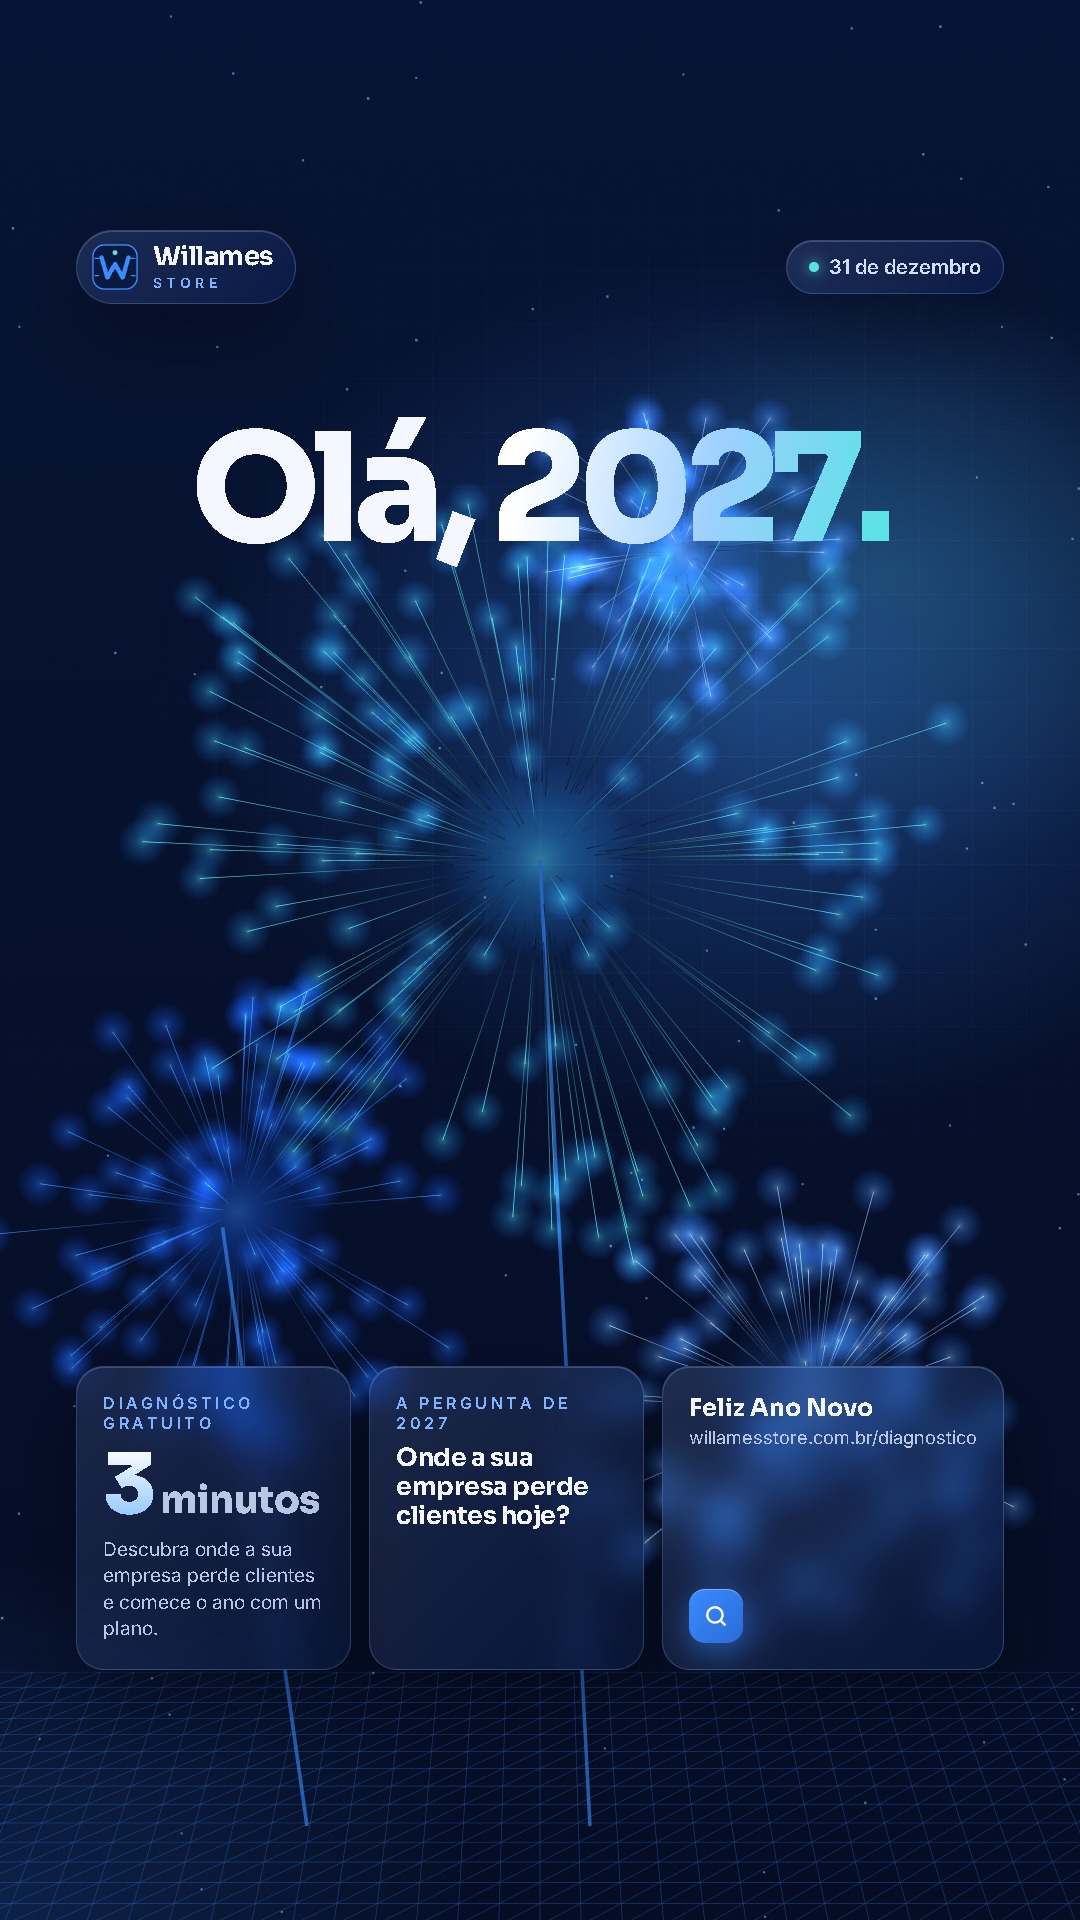 Willames
STORE
31 de dezembro
Olá, 2027.
DIAGNÓSTICO
GRATUITO
3 minutos
Descubra onde a sua
empresa perde clientes
e comece o ano com um
plano.
A PERGUNTA DE
2027
Onde a sua
empresa perde
clientes hoje?
Feliz Ano Novo
willamesstore.com.br/diagnostico